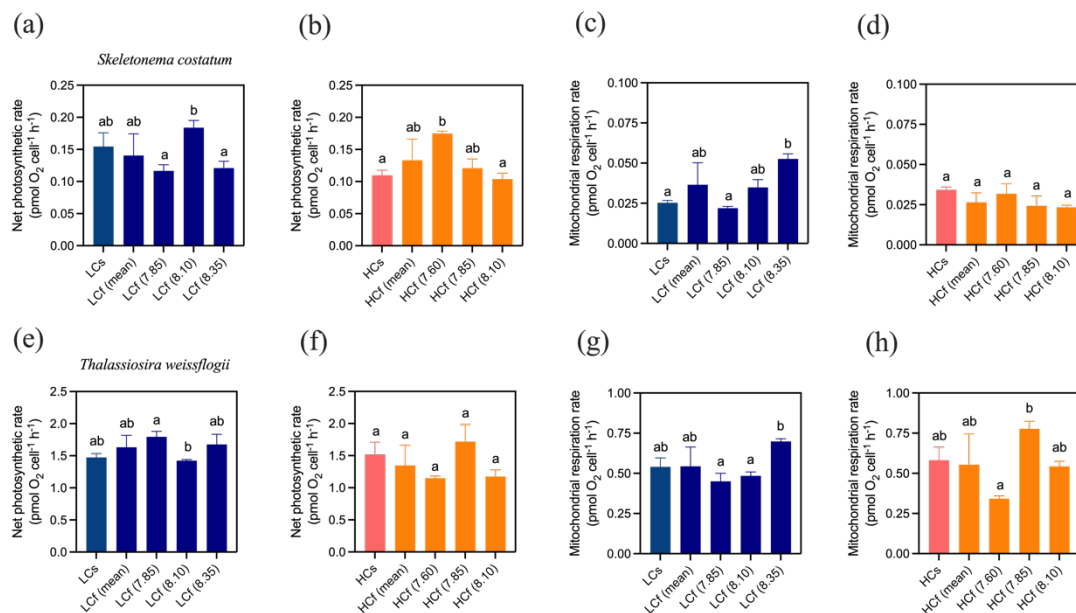 (a)
Skeletonema costatum
Net photosynthetic rate
(pmol O₂ cell⁻¹ h⁻¹)
0.25
0.20
0.15
0.10
0.05
0.00
ab
ab
a
b
a
LCs
LCf (mean)
LCf (7.85)
LCf (8.10)
LCf (8.35)
(b)
Net photosynthetic rate
(pmol O₂ cell⁻¹ h⁻¹)
0.25
0.20
0.15
0.10
0.05
0.00
a
ab
b
ab
a
HCs
HCf (mean)
HCf (7.60)
HCf (7.85)
HCf (8.10)
(c)
Mitochondrial respiration rate
(pmol O₂ cell⁻¹ h⁻¹)
0.100
0.075
0.050
0.025
0.000
a
ab
a
ab
b
LCs
LCf (mean)
LCf (7.85)
LCf (8.10)
LCf (8.35)
(d)
Mitochondrial respiration rate
(pmol O₂ cell⁻¹ h⁻¹)
0.100
0.075
0.050
0.025
0.000
a
a
a
a
a
HCs
HCf (mean)
HCf (7.60)
HCf (7.85)
HCf (8.10)
(e)
Thalassiosira weissflogii
Net photosynthetic rate
(pmol O₂ cell⁻¹ h⁻¹)
2.5
2.0
1.5
1.0
0.5
0.0
ab
ab
a
b
ab
LCs
LCf (mean)
LCf (7.85)
LCf (8.10)
LCf (8.35)
(f)
Net photosynthetic rate
(pmol O₂ cell⁻¹ h⁻¹)
2.5
2.0
1.5
1.0
0.5
0.0
a
a
a
a
a
HCs
HCf (mean)
HCf (7.60)
HCf (7.85)
HCf (8.10)
(g)
Mitochondrial respiration rate
(pmol O₂ cell⁻¹ h⁻¹)
1.00
0.75
0.50
0.25
0.00
ab
ab
a
a
b
LCs
LCf (mean)
LCf (7.85)
LCf (8.10)
LCf (8.35)
(h)
Mitochondrial respiration rate
(pmol O₂ cell⁻¹ h⁻¹)
1.00
0.75
0.50
0.25
0.00
ab
ab
a
b
ab
HCs
HCf (mean)
HCf (7.60)
HCf (7.85)
HCf (8.10)